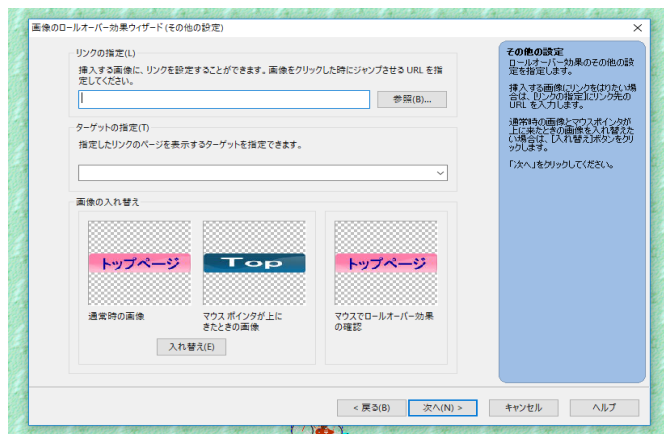 画像のロールオーバー効果ウィザード(その他の設定)
リンクの指定(L)
挿入する画像に、リンクを設定することができます。画像をクリックした時にジャンプさせる URL を指
定してください。
参照(B)...
ターゲットの指定(T)
指定したリンクのページを表示するターゲットを指定できます。
画像の入れ替え
トップページ
Top
トップページ
通常時の画像
マウス ポインタが上に
きたときの画像
マウスでロールオーバー効果
の確認
入れ替え(E)
その他の設定
ロールオーバー効果のその他の設
定を指定します。
挿入する画像にリンクをはりたい場
合は、[リンクの指定]にリンク先の
URL を入力します。
通常時の画像とマウスポインタが
上に来たときの画像を入れ替えた
い場合は、[入れ替え]ボタンをクリ
ックします。
「次へ」をクリックしてください。
< 戻る(B)
次へ(N) >
キャンセル
ヘルプ